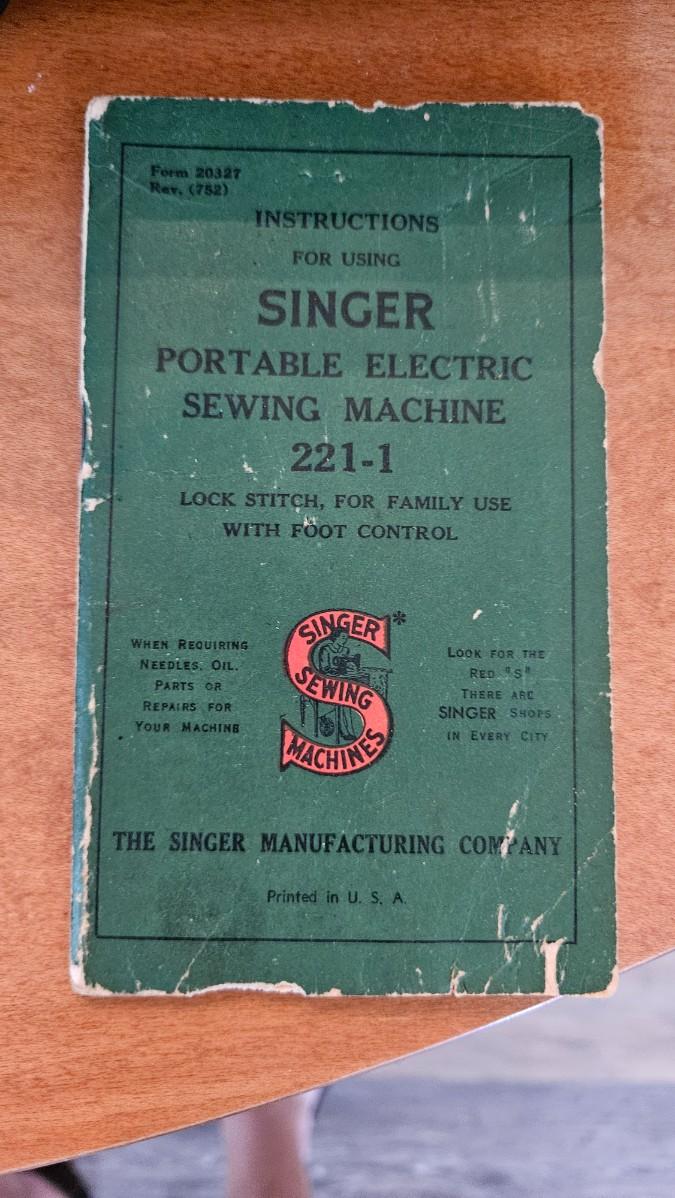 Form 20327
Rev. (752)
INSTRUCTIONS
FOR USING
SINGER
PORTABLE ELECTRIC
SEWING MACHINE
221-1
LOCK STITCH, FOR FAMILY USE
WITH FOOT CONTROL
WHEN REQUIRING
NEEDLES, OIL,
PARTS OR
REPAIRS FOR
YOUR MACHINE
SINGER *
SEWING
MACHINES
LOOK FOR THE
RED "S"
THERE ARE
SINGER SHOPS
IN EVERY CITY
THE SINGER MANUFACTURING COMPANY
Printed in U. S. A.